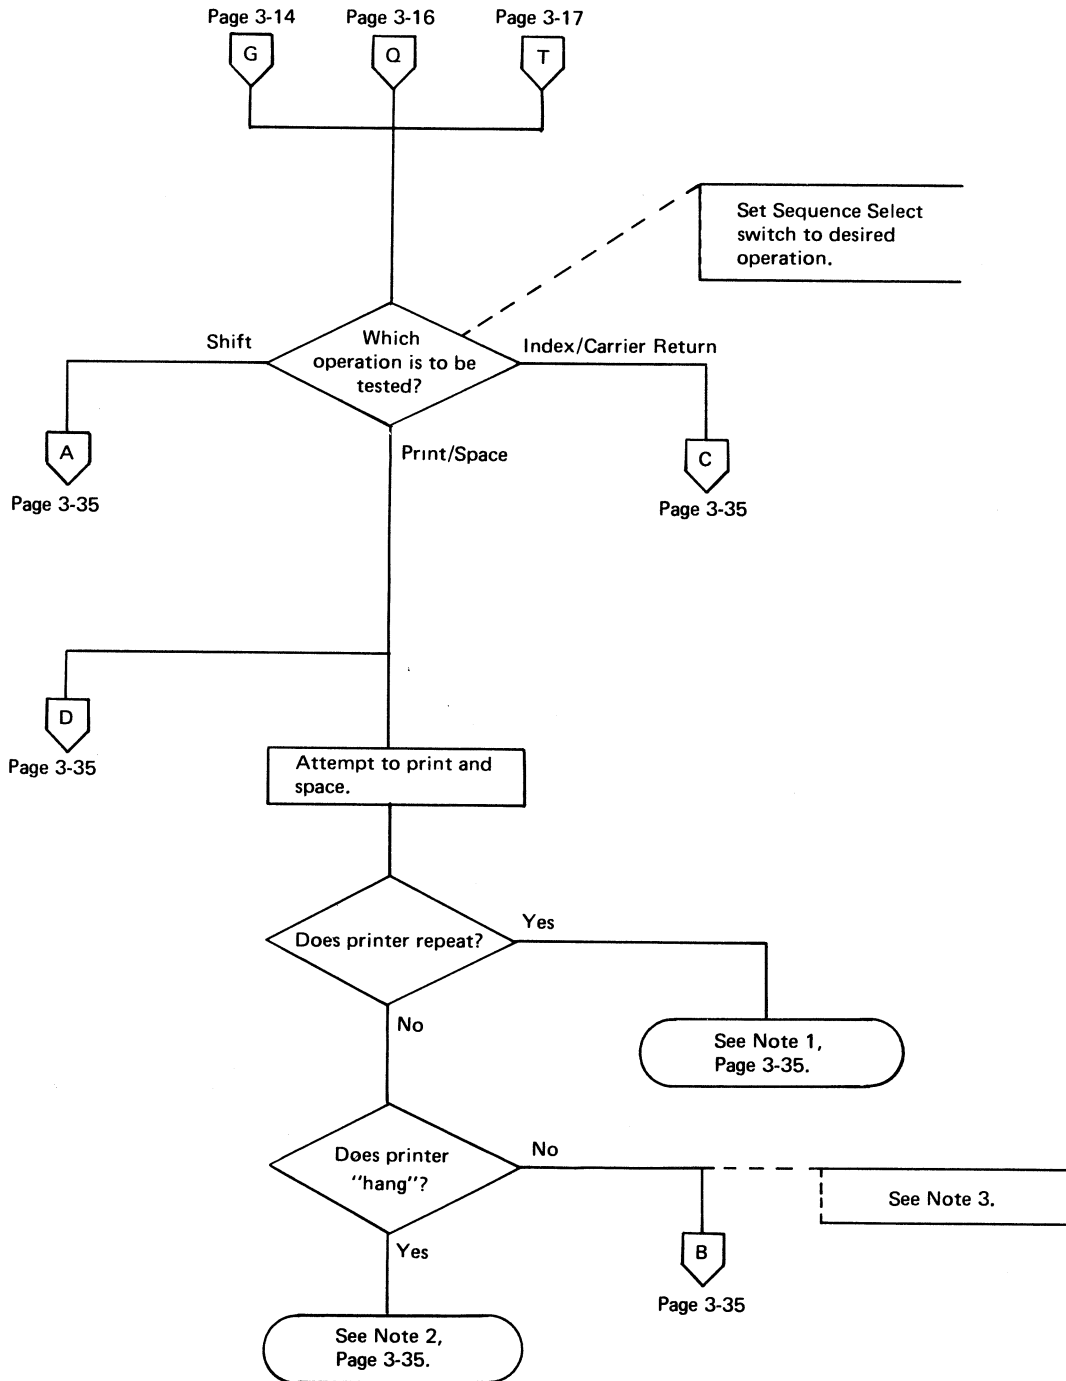 Page 3-14 Page 3-16 Page 3-17
G Q T
Set Sequence Select
switch to desired
operation.
Which
operation is to be
tested?
Shift
Index/Carrier Return
Print/Space
A
Page 3-35
C
Page 3-35
D
Page 3-35
Attempt to print and
space.
Does printer repeat?
Yes
No
See Note 1,
Page 3-35.
Does printer
"hang"?
No
See Note 3.
Yes
B
Page 3-35
See Note 2,
Page 3-35.